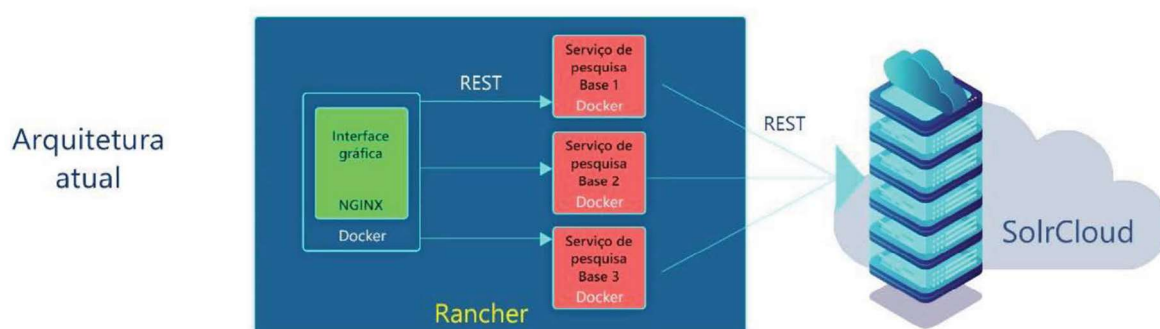 Arquitetura
atual
Interface
gráfica
NGINX
Docker
REST
Serviço de
pesquisa
Base 1
Docker
Serviço de
pesquisa
Base 2
Docker
Serviço de
pesquisa
Base 3
Docker
Rancher
REST
SolrCloud